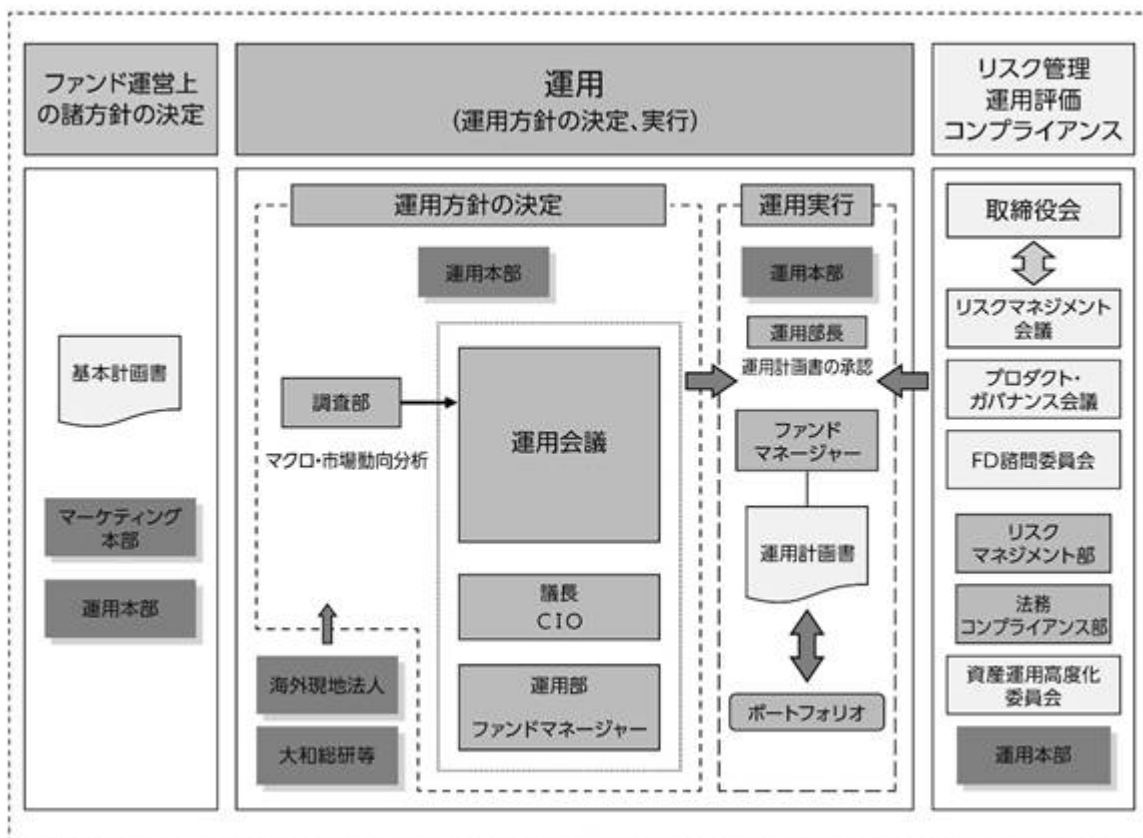 ファンド運営上
の諸方針の決定
運用
(運用方針の決定、実行)
リスク管理
運用評価
コンプライアンス
基本計画書
マーケティング
本部
運用本部
運用方針の決定
運用本部
調査部
マクロ・市場動向分析
運用会議
議長
CIO
運用部
ファンドマネージャー
海外現地法人
大和総研等
運用実行
運用本部
運用部長
運用計画書の承認
ファンド
マネージャー
運用計画書
ポートフォリオ
取締役会
リスクマネジメント
会議
プロダクト・
ガバナンス会議
FD諮問委員会
リスク
マネジメント部
法務
コンプライアンス部
資産運用高度化
委員会
運用本部